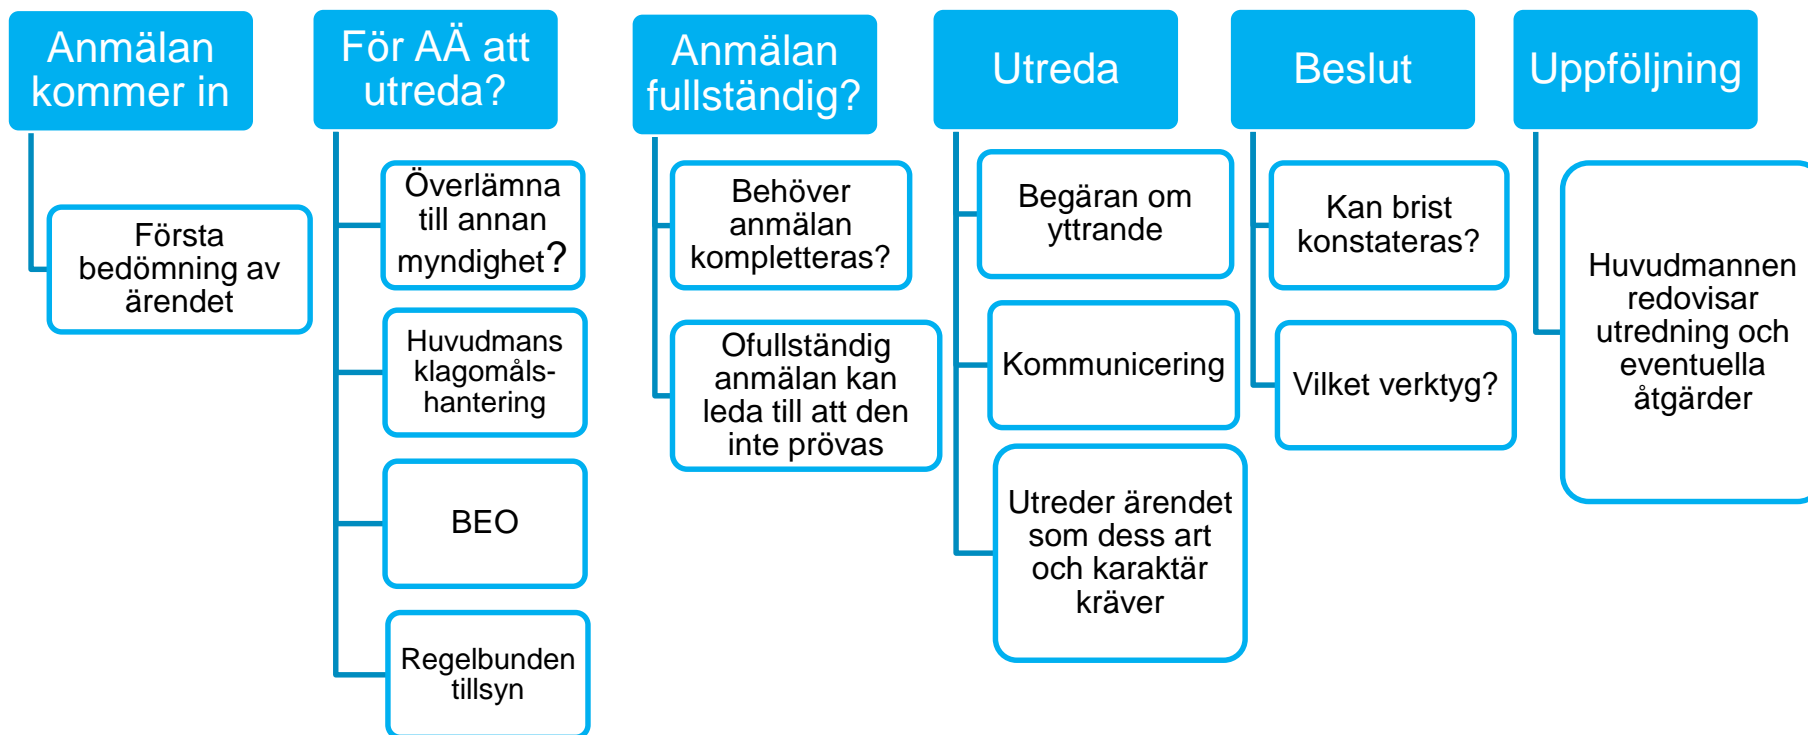 Anmälan
kommer in
Första
bedömning av
ärendet
För AÄ att
utreda?
Överlämna
till annan
myndighet?
Huvudmans
klagomåls-
hantering
BEO
Regelbunden
tillsyn
Anmälan
fullständig?
Behöver
anmälan
kompletteras?
Ofullständig
anmälan kan
leda till att den
inte prövas
Utreda
Begäran om
yttrande
Kommunicering
Utreder ärendet
som dess art
och karaktär
kräver
Beslut
Kan brist
konstateras?
Vilket verktyg?
Uppföljning
Huvudmannen
redovisar
utredning och
eventuella
åtgärder